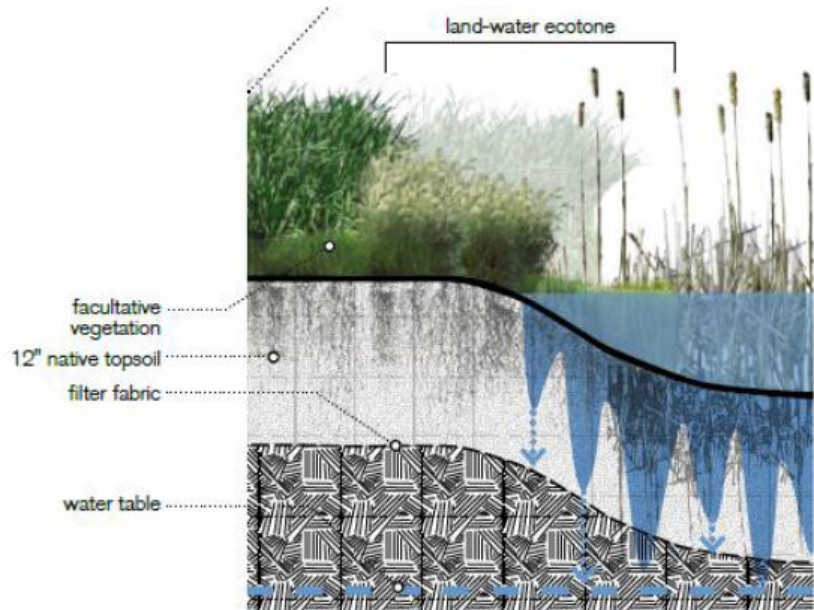 land-water ecotone
facultative
vegetation
12" native topsoil
filter fabric
water table